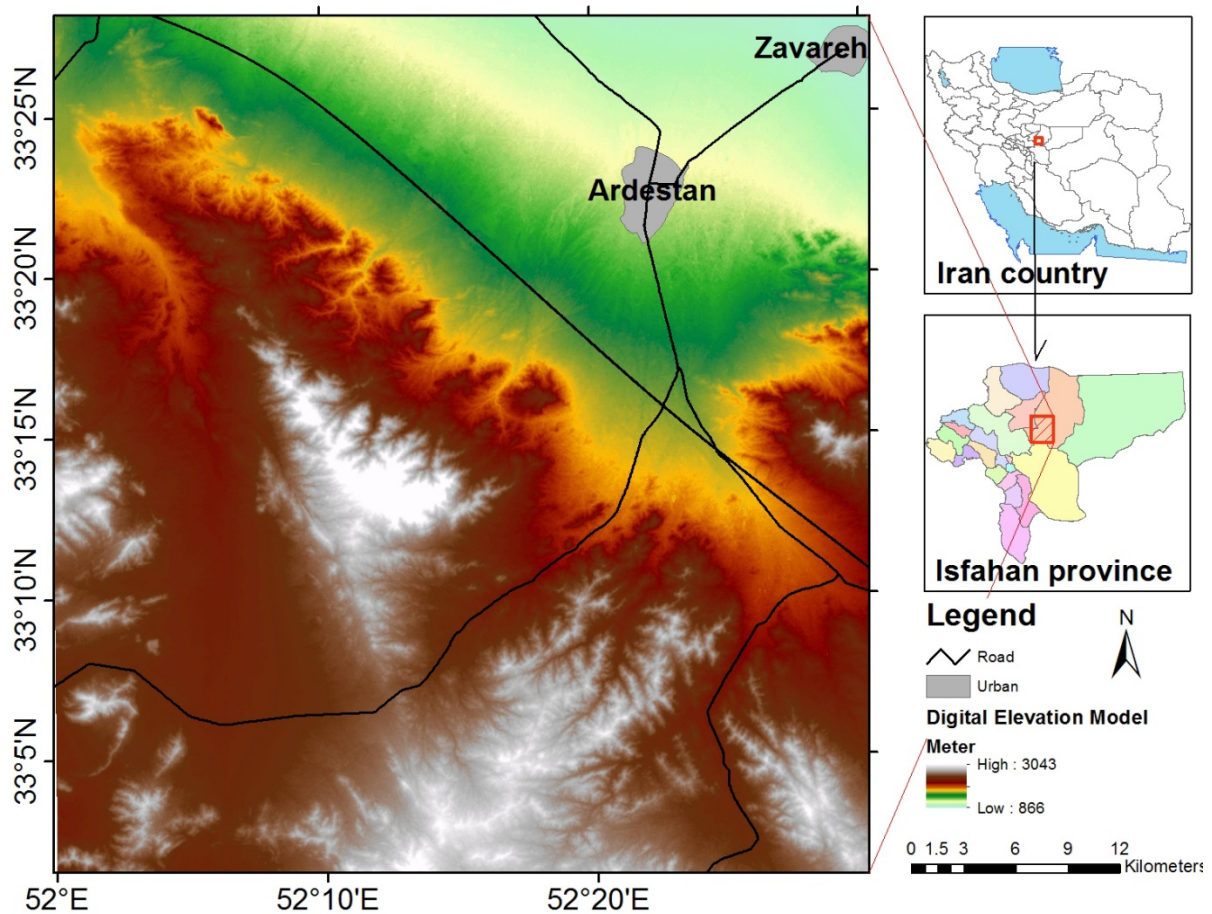 Zavareh
Ardestan
33°25'N
33°20'N
33°15'N
33°10'N
33°5'N
52°E
52°10'E
52°20'E
Iran country
Isfahan province
Legend
N
Road
Urban
Digital Elevation Model
Meter
High : 3043
Low : 866
0 1.5 3 6 9 12
Kilometers